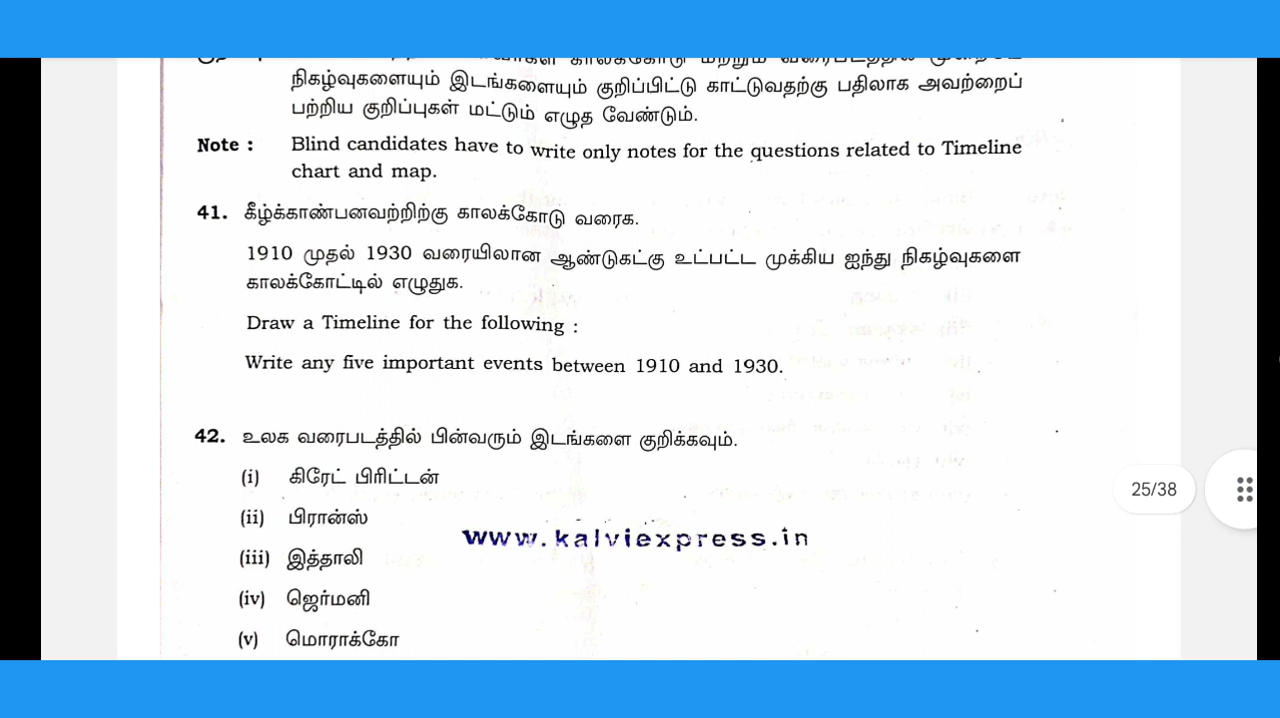 நிகழ்வுகளையும் இடங்களையும் குறிப்பிட்டு காட்டுவதற்கு பதிலாக அவற்றைப்
பற்றிய குறிப்புகள் மட்டும் எழுத வேண்டும்.
Note : Blind candidates have to write only notes for the questions related to Timeline
chart and map.
41. கீழ்க்காண்பனவற்றிற்கு காலக்கோடு வரைக.
1910 முதல் 1930 வரையிலான ஆண்டுகட்கு உட்பட்ட முக்கிய ஐந்து நிகழ்வுகளை
காலக்கோட்டில் எழுதுக.
Draw a Timeline for the following :
Write any five important events between 1910 and 1930.
42. உலக வரைபடத்தில் பின்வரும் இடங்களை குறிக்கவும்.
(i) கிரேட் பிரிட்டன்
(ii) பிரான்ஸ்
www.kalviexpress.in
(iii) இத்தாலி
(iv) ஜெர்மனி
(v) மொராக்கோ
25/38